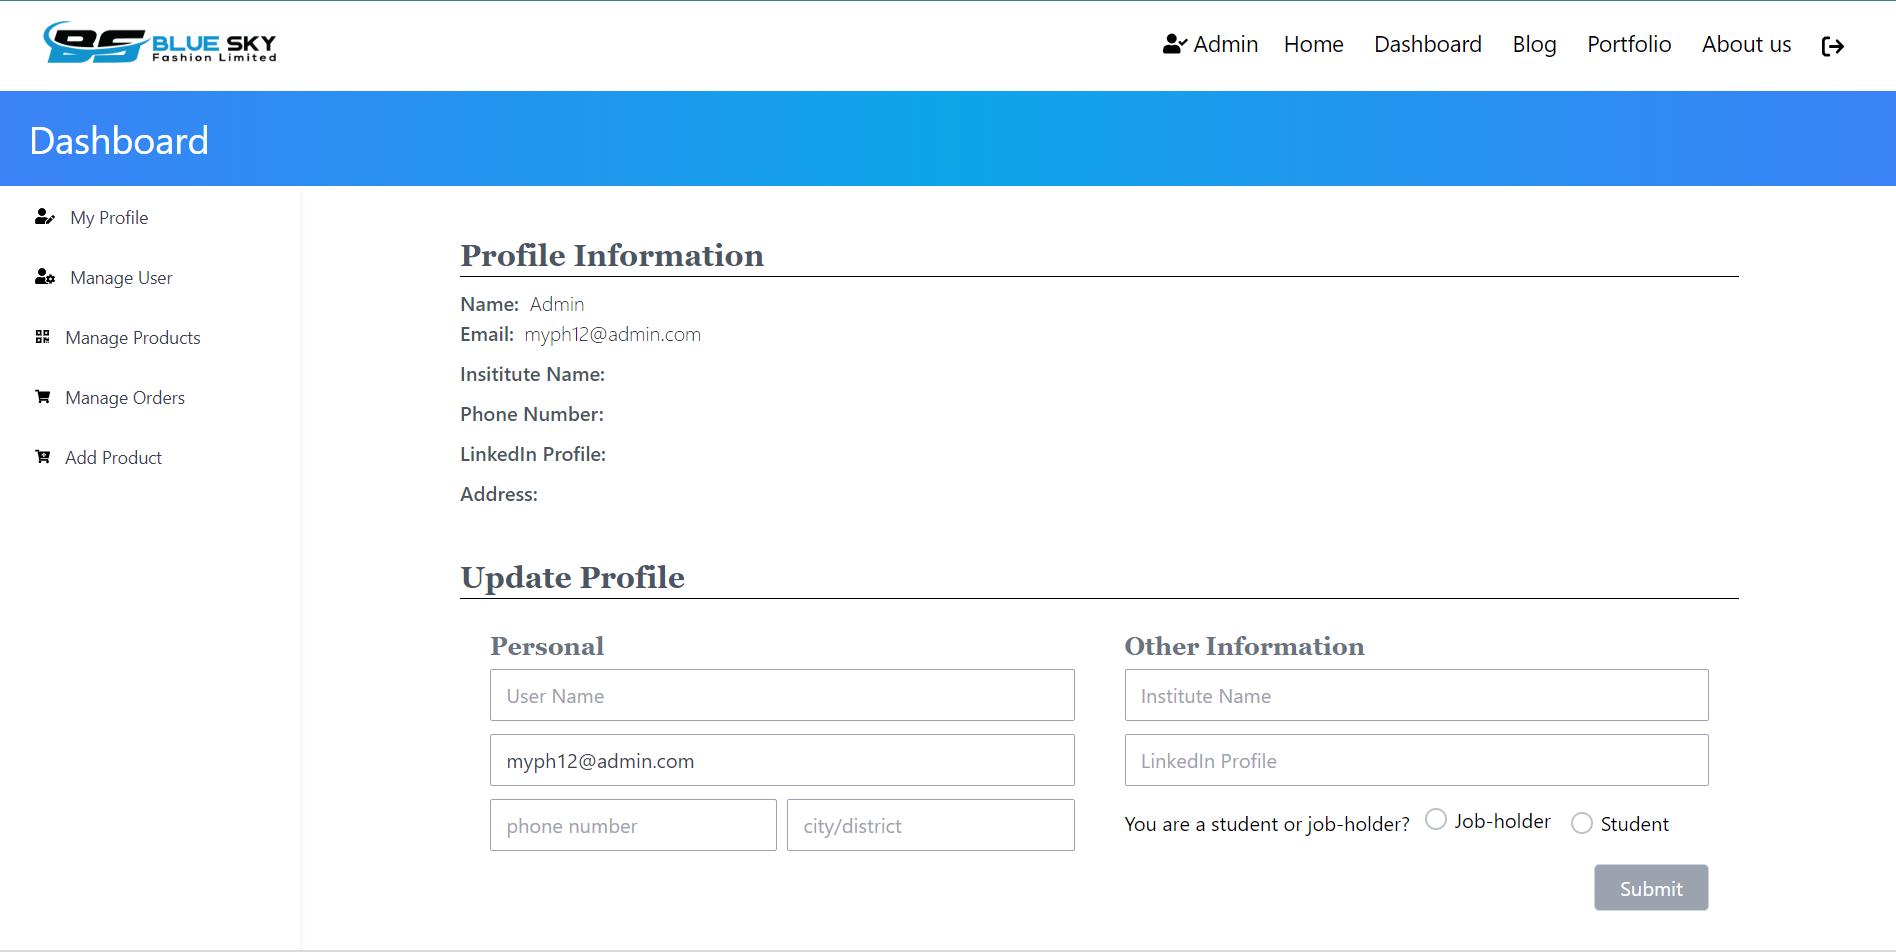 BS BLUE SKY
Fashion Limited
Admin Home Dashboard Blog Portfolio About us
Dashboard
My Profile
Manage User
Manage Products
Manage Orders
Add Product
Profile Information
Name: Admin
Email: myph12@admin.com
Insititute Name:
Phone Number:
LinkedIn Profile:
Address:
Update Profile
Personal
User Name
myph12@admin.com
phone number city/district
Other Information
Institute Name
LinkedIn Profile
You are a student or job-holder? Job-holder Student
Submit